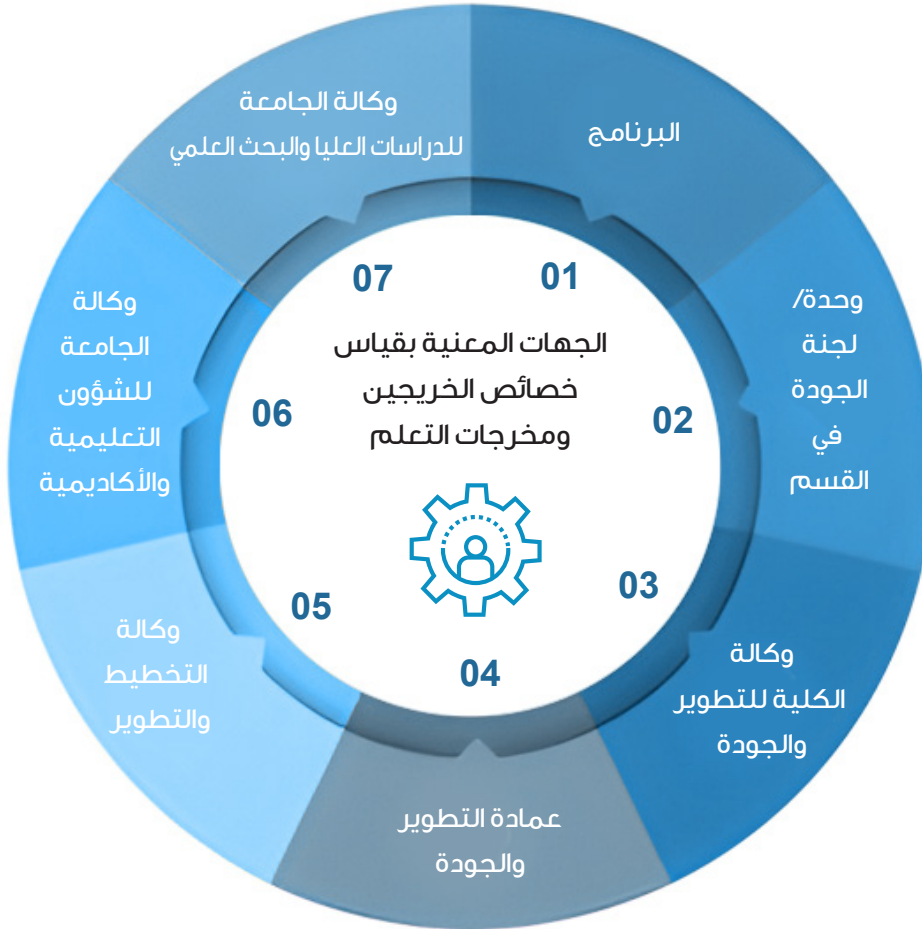 الجهات المعنية بقياس
خصائص الخريجين
ومخرجات التعلم
01
البرنامج
02
وحدة/
لجنة
الجودة
في
القسم
03
وكالة
الكلية للتطوير
والجودة
04
عمادة التطوير
والجودة
05
وكالة
التخطيط
والتطوير
06
وكالة
الجامعة
للشؤون
التعليمية
والأكاديمية
07
وكالة الجامعة
للدراسات العليا والبحث العلمي